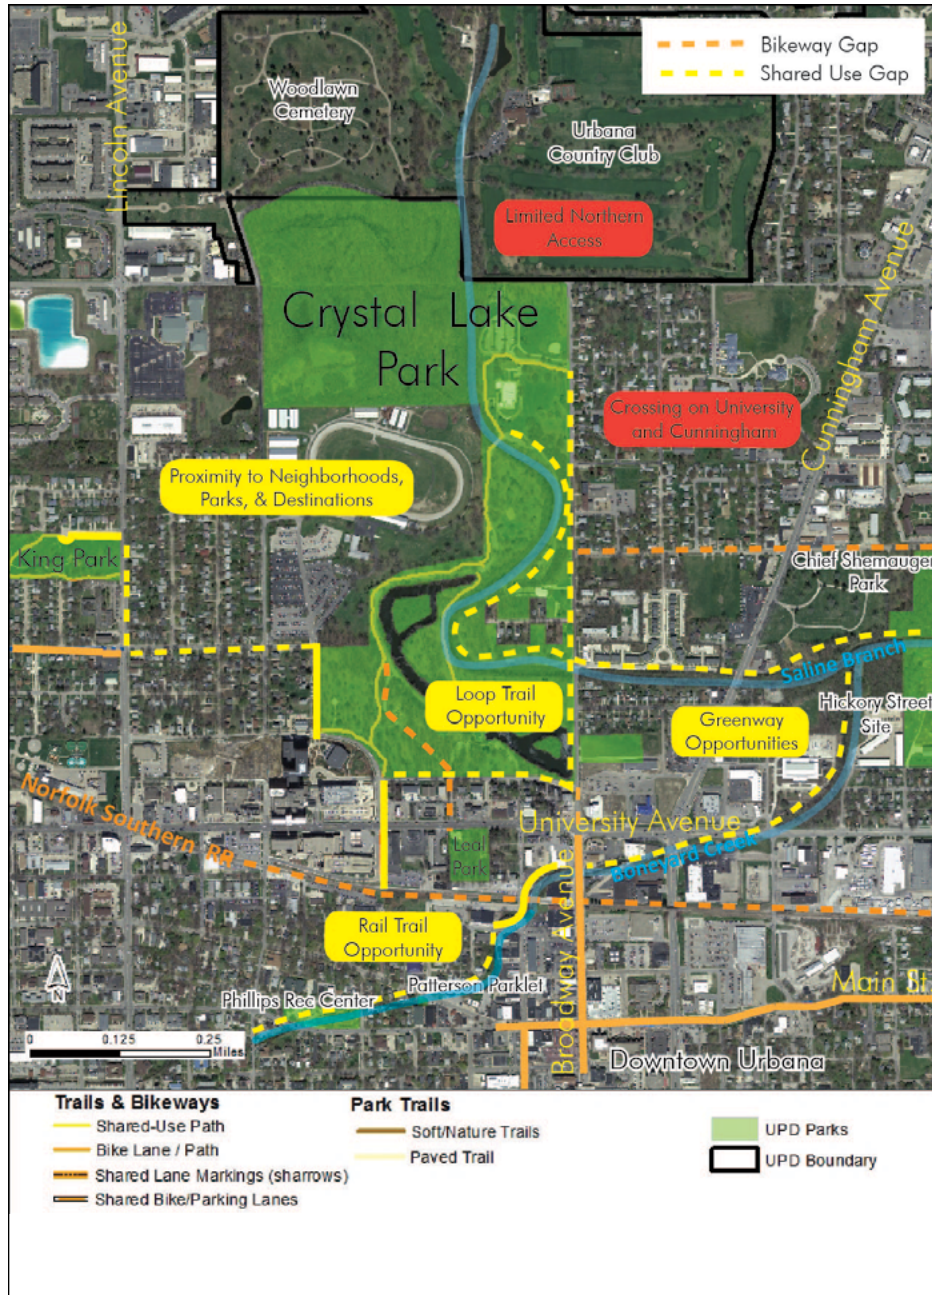 Bikeway Gap
Shared Use Gap
Lincoln Avenue
Woodlawn
Cemetery
Urbana
Country Club
Limited Northern
Access
Crystal Lake
Park
Cunningham Avenue
Crossing on University
and Cunningham
Proximity to Neighborhoods,
Parks, & Destinations
King Park
Chief Shemauger
Park
Saline Branch
Loop Trail
Opportunity
Greenway
Opportunities
Hickory Street
Site
Norfolk Southern RR
University Avenue
Boneyard Creek
Leal
Park
Broadway Avenue
Rail Trail
Opportunity
Patterson Parklet
Phillips Rec Center
Main St
N
0 0.125 0.25
Miles
Downtown Urbana
Trails & Bikeways
Shared-Use Path
Bike Lane / Path
Shared Lane Markings (sharrows)
Shared Bike/Parking Lanes
Park Trails
Soft/Nature Trails
Paved Trail
UPD Parks
UPD Boundary